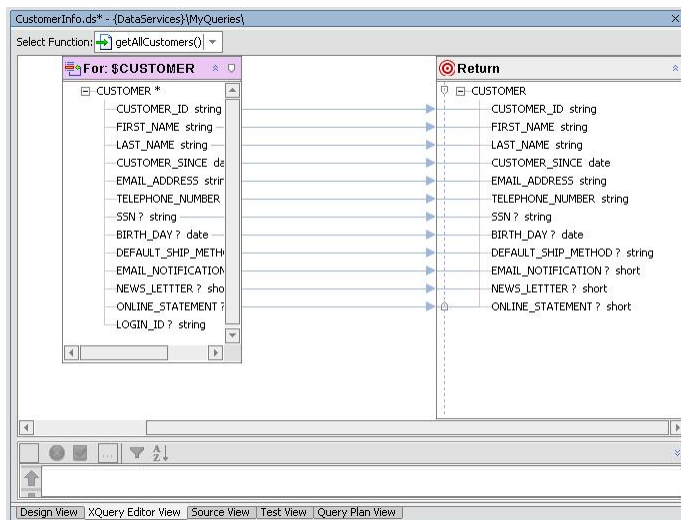 CustomerInfo.ds* - {DataServices}\MyQueries\
Select Function: getAllCustomers()
For: $CUSTOMER
CUSTOMER *
CUSTOMER_ID string
FIRST_NAME string
LAST_NAME string
CUSTOMER_SINCE da
EMAIL_ADDRESS strin
TELEPHONE_NUMBER
SSN ? string
BIRTH_DAY ? date
DEFAULT_SHIP_METH
EMAIL_NOTIFICATION
NEWS_LETTTER ? sho
ONLINE_STATEMENT ?
LOGIN_ID ? string
Return
CUSTOMER
CUSTOMER_ID string
FIRST_NAME string
LAST_NAME string
CUSTOMER_SINCE date
EMAIL_ADDRESS string
TELEPHONE_NUMBER string
SSN ? string
BIRTH_DAY ? date
DEFAULT_SHIP_METHOD ? string
EMAIL_NOTIFICATION ? short
NEWS_LETTTER ? short
ONLINE_STATEMENT ? short
Design View XQuery Editor View Source View Test View Query Plan View